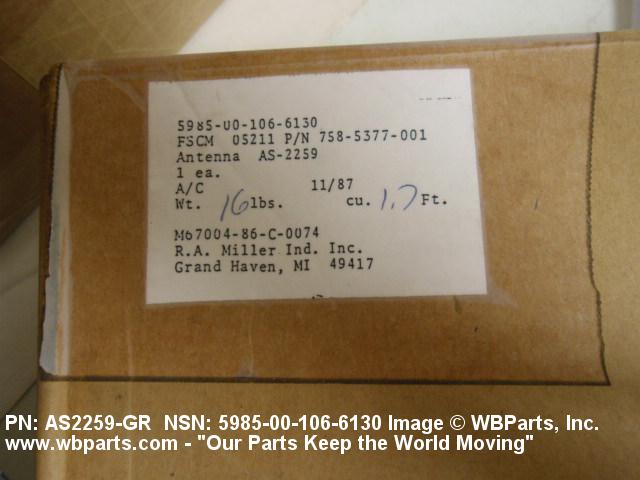 5985-00-106-6130
FSCM 05211 P/N 758-5377-001
Antenna AS-2259
1 ea.
A/C 11/87
Wt. 16 lbs. cu. 1.7 Ft.
M67004-86-C-0074
R.A. Miller Ind. Inc.
Grand Haven, MI 49417
PN: AS2259-GR NSN: 5985-00-106-6130 Image © WBParts, Inc.
www.wbparts.com - "Our Parts Keep the World Moving"